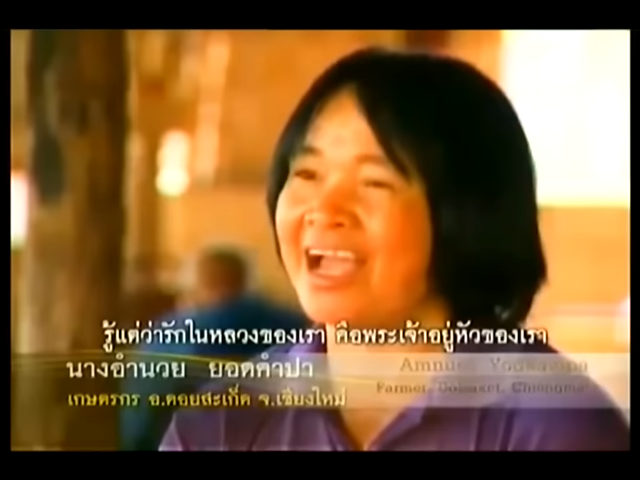 รู้แต่ว่ารักในหลวงของเรา คือพระเจ้าอยู่หัวของเรา
นางอำนวย ยอดคำปา
เกษตรกร อ.ดอยสะเก็ด จ.เชียงใหม่
Farmer,